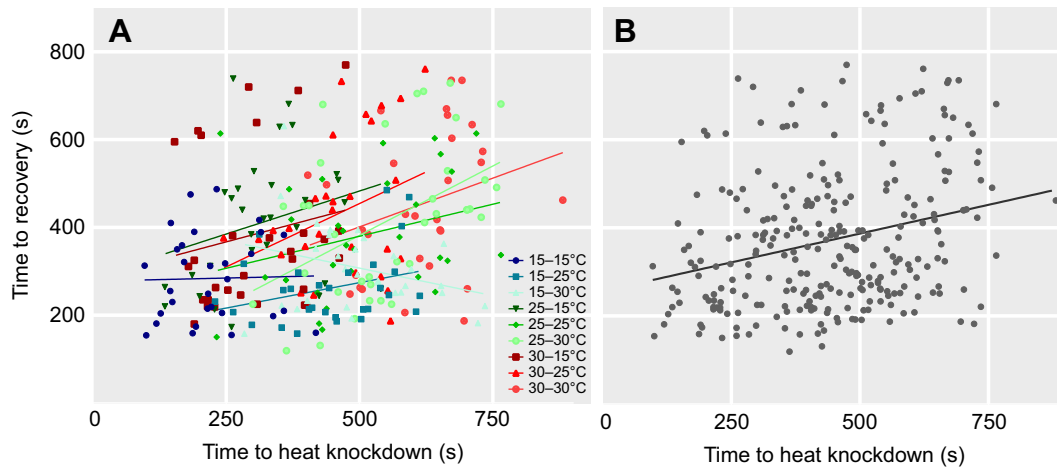 A
B
800
600
400
200
Time to recovery (s)
15–15°C
15–25°C
15–30°C
25–15°C
25–25°C
25–30°C
30–15°C
30–25°C
30–30°C
0 250 500 750
0 250 500 750
Time to heat knockdown (s)
Time to heat knockdown (s)